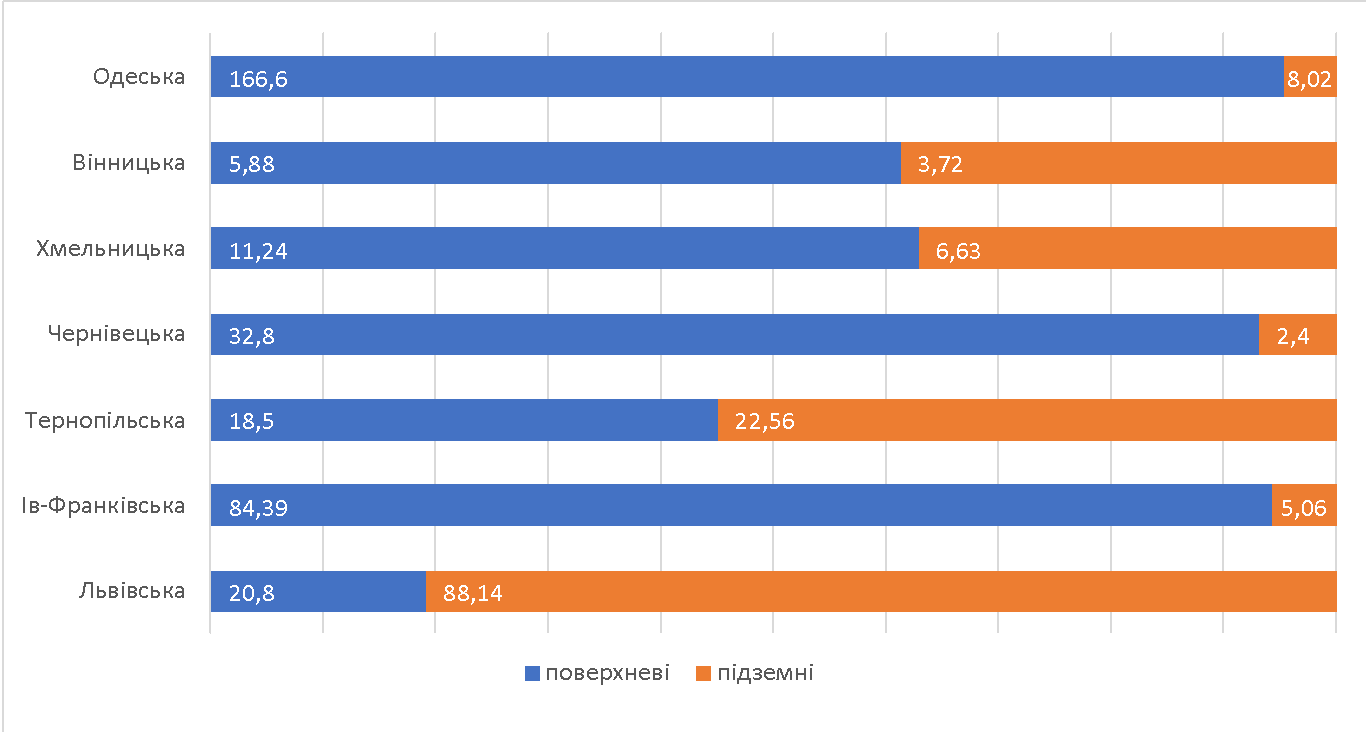 Одеська 166,6 8,02
Вінницька 5,88 3,72
Хмельницька 11,24 6,63
Чернівецька 32,8 2,4
Тернопільська 18,5 22,56
Ів-Франківська 84,39 5,06
Львівська 20,8 88,14
поверхневі підземні